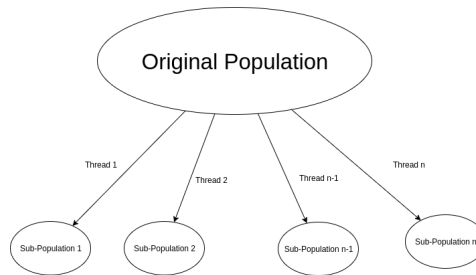 Original Population
Thread 1
Thread 2
Thread n-1
Thread n
Sub-Population 1
Sub-Population 2
Sub-Population n-1
Sub-Population n